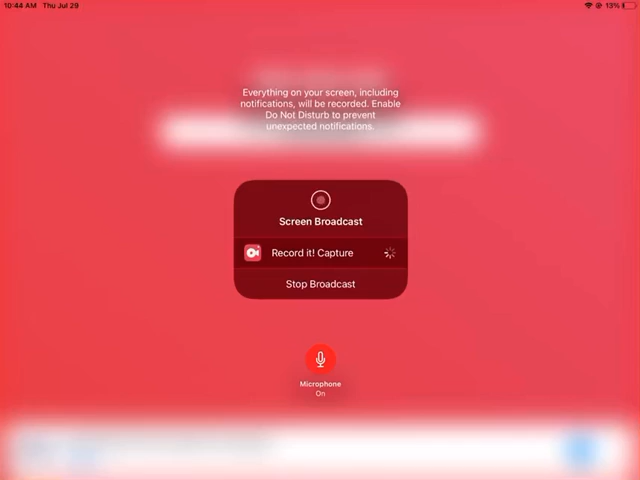 10:44 AM Thu Jul 29
13%
Everything on your screen, including
notifications, will be recorded. Enable
Do Not Disturb to prevent
unexpected notifications.
Screen Broadcast
Record it! Capture
Stop Broadcast
Microphone
On